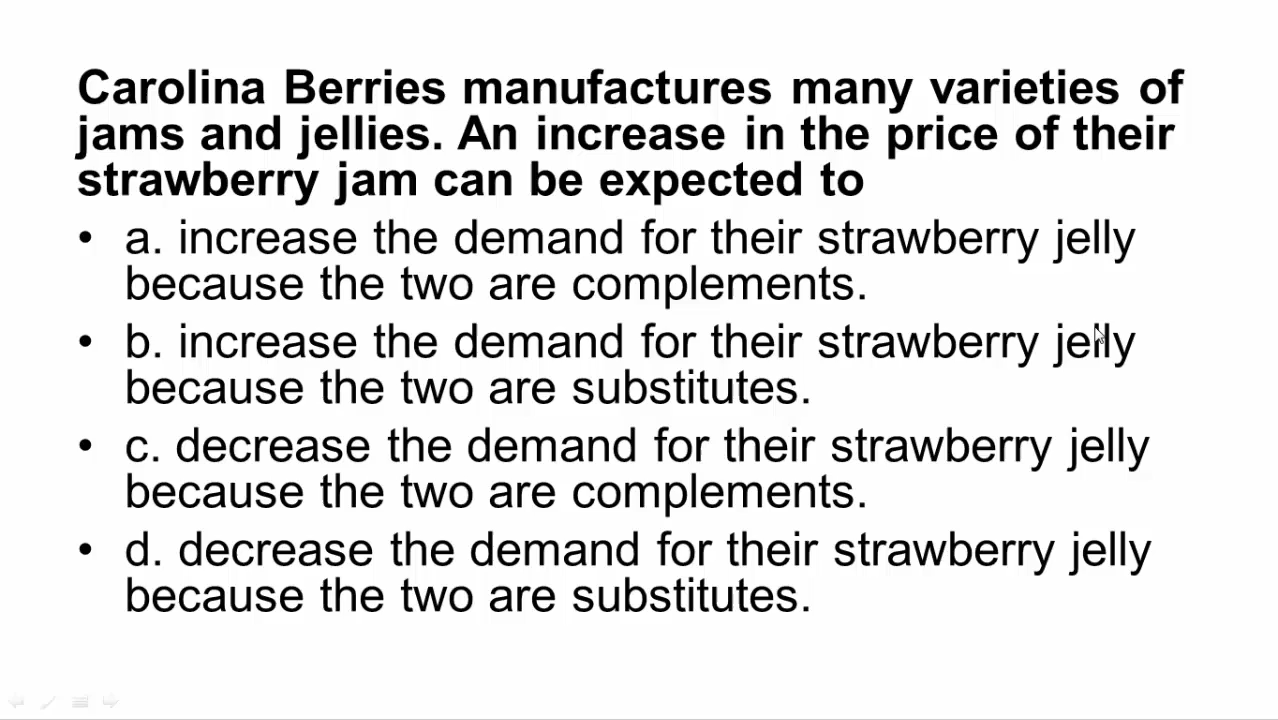 Carolina Berries manufactures many varieties of
jams and jellies. An increase in the price of their
strawberry jam can be expected to
• a. increase the demand for their strawberry jelly
because the two are complements.
• b. increase the demand for their strawberry jelly
because the two are substitutes.
• c. decrease the demand for their strawberry jelly
because the two are complements.
• d. decrease the demand for their strawberry jelly
because the two are substitutes.